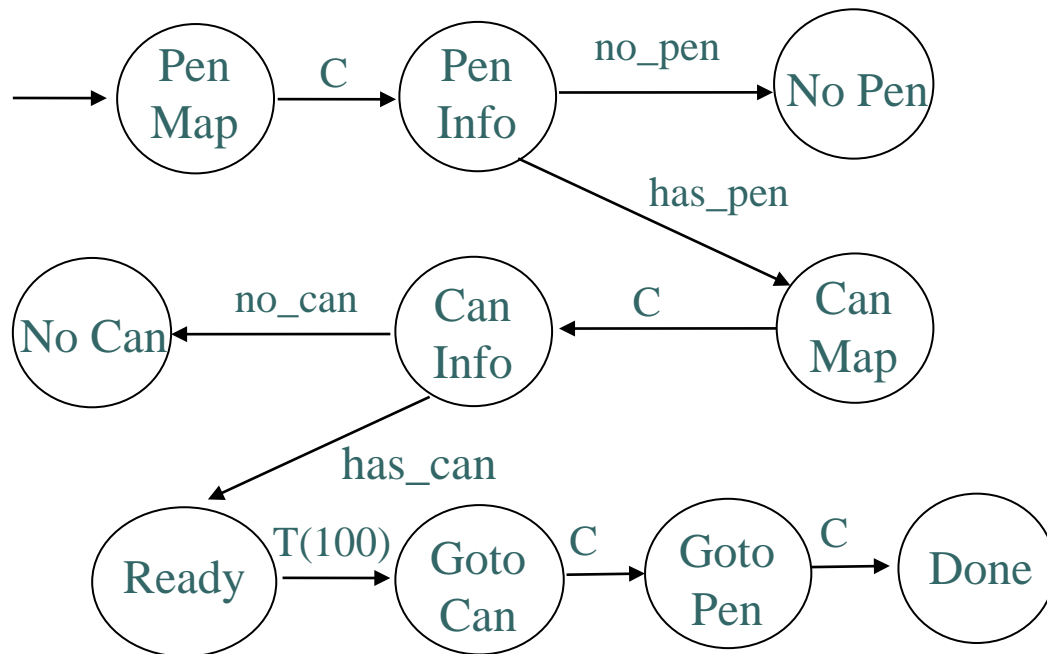 Pen
Map
C
Pen
Info
no_pen
No Pen
has_pen
No Can
no_can
Can
Info
C
Can
Map
has_can
Ready
T(100)
Goto
Can
C
Goto
Pen
C
Done